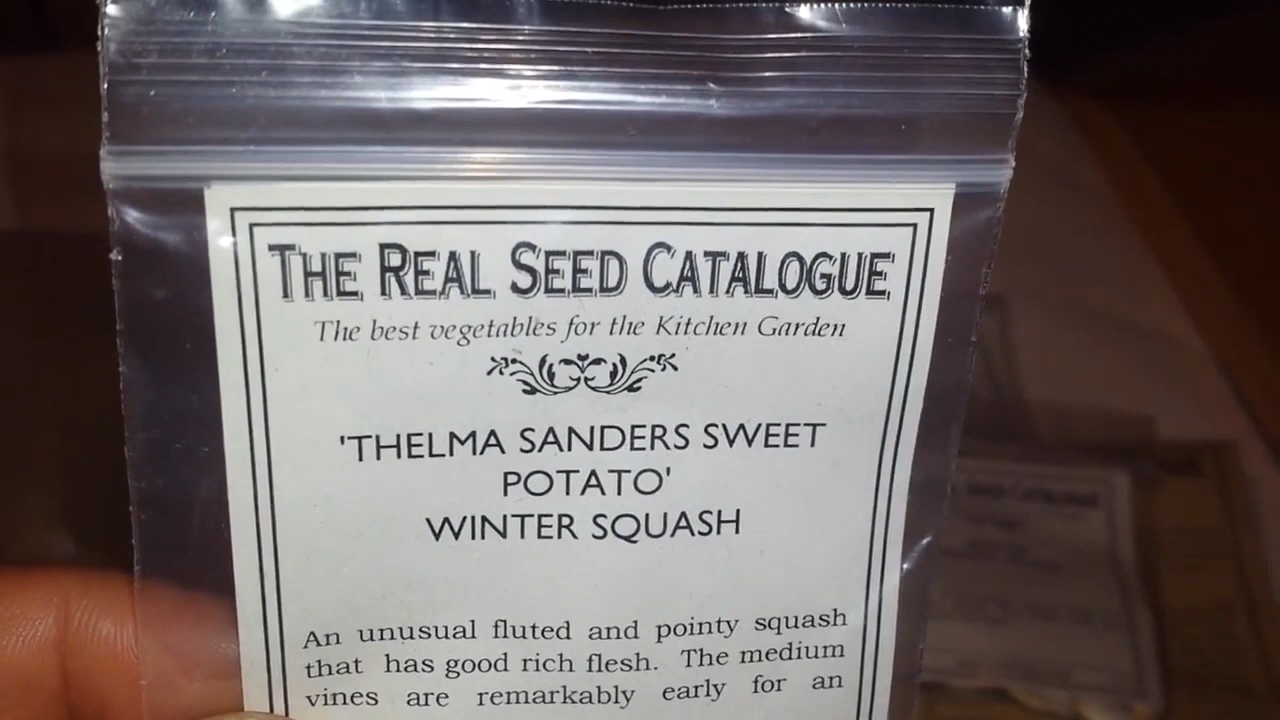 THE REAL SEED CATALOGUE
The best vegetables for the Kitchen Garden
'THELMA SANDERS SWEET
POTATO'
WINTER SQUASH
An unusual fluted and pointy squash
that has good rich flesh. The medium
vines are remarkably early for an